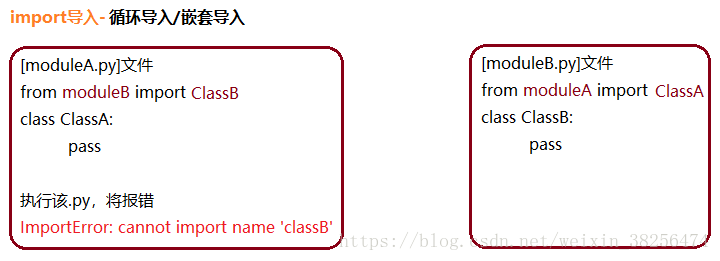 import导入- 循环导入/嵌套导入
[moduleA.py]文件
from moduleB import ClassB
class ClassA:
pass
执行该.py，将报错
ImportError: cannot import name 'classB'
[moduleB.py]文件
from moduleA import ClassA
class ClassB:
pass
https://blog.csdn.net/weixin_38256474